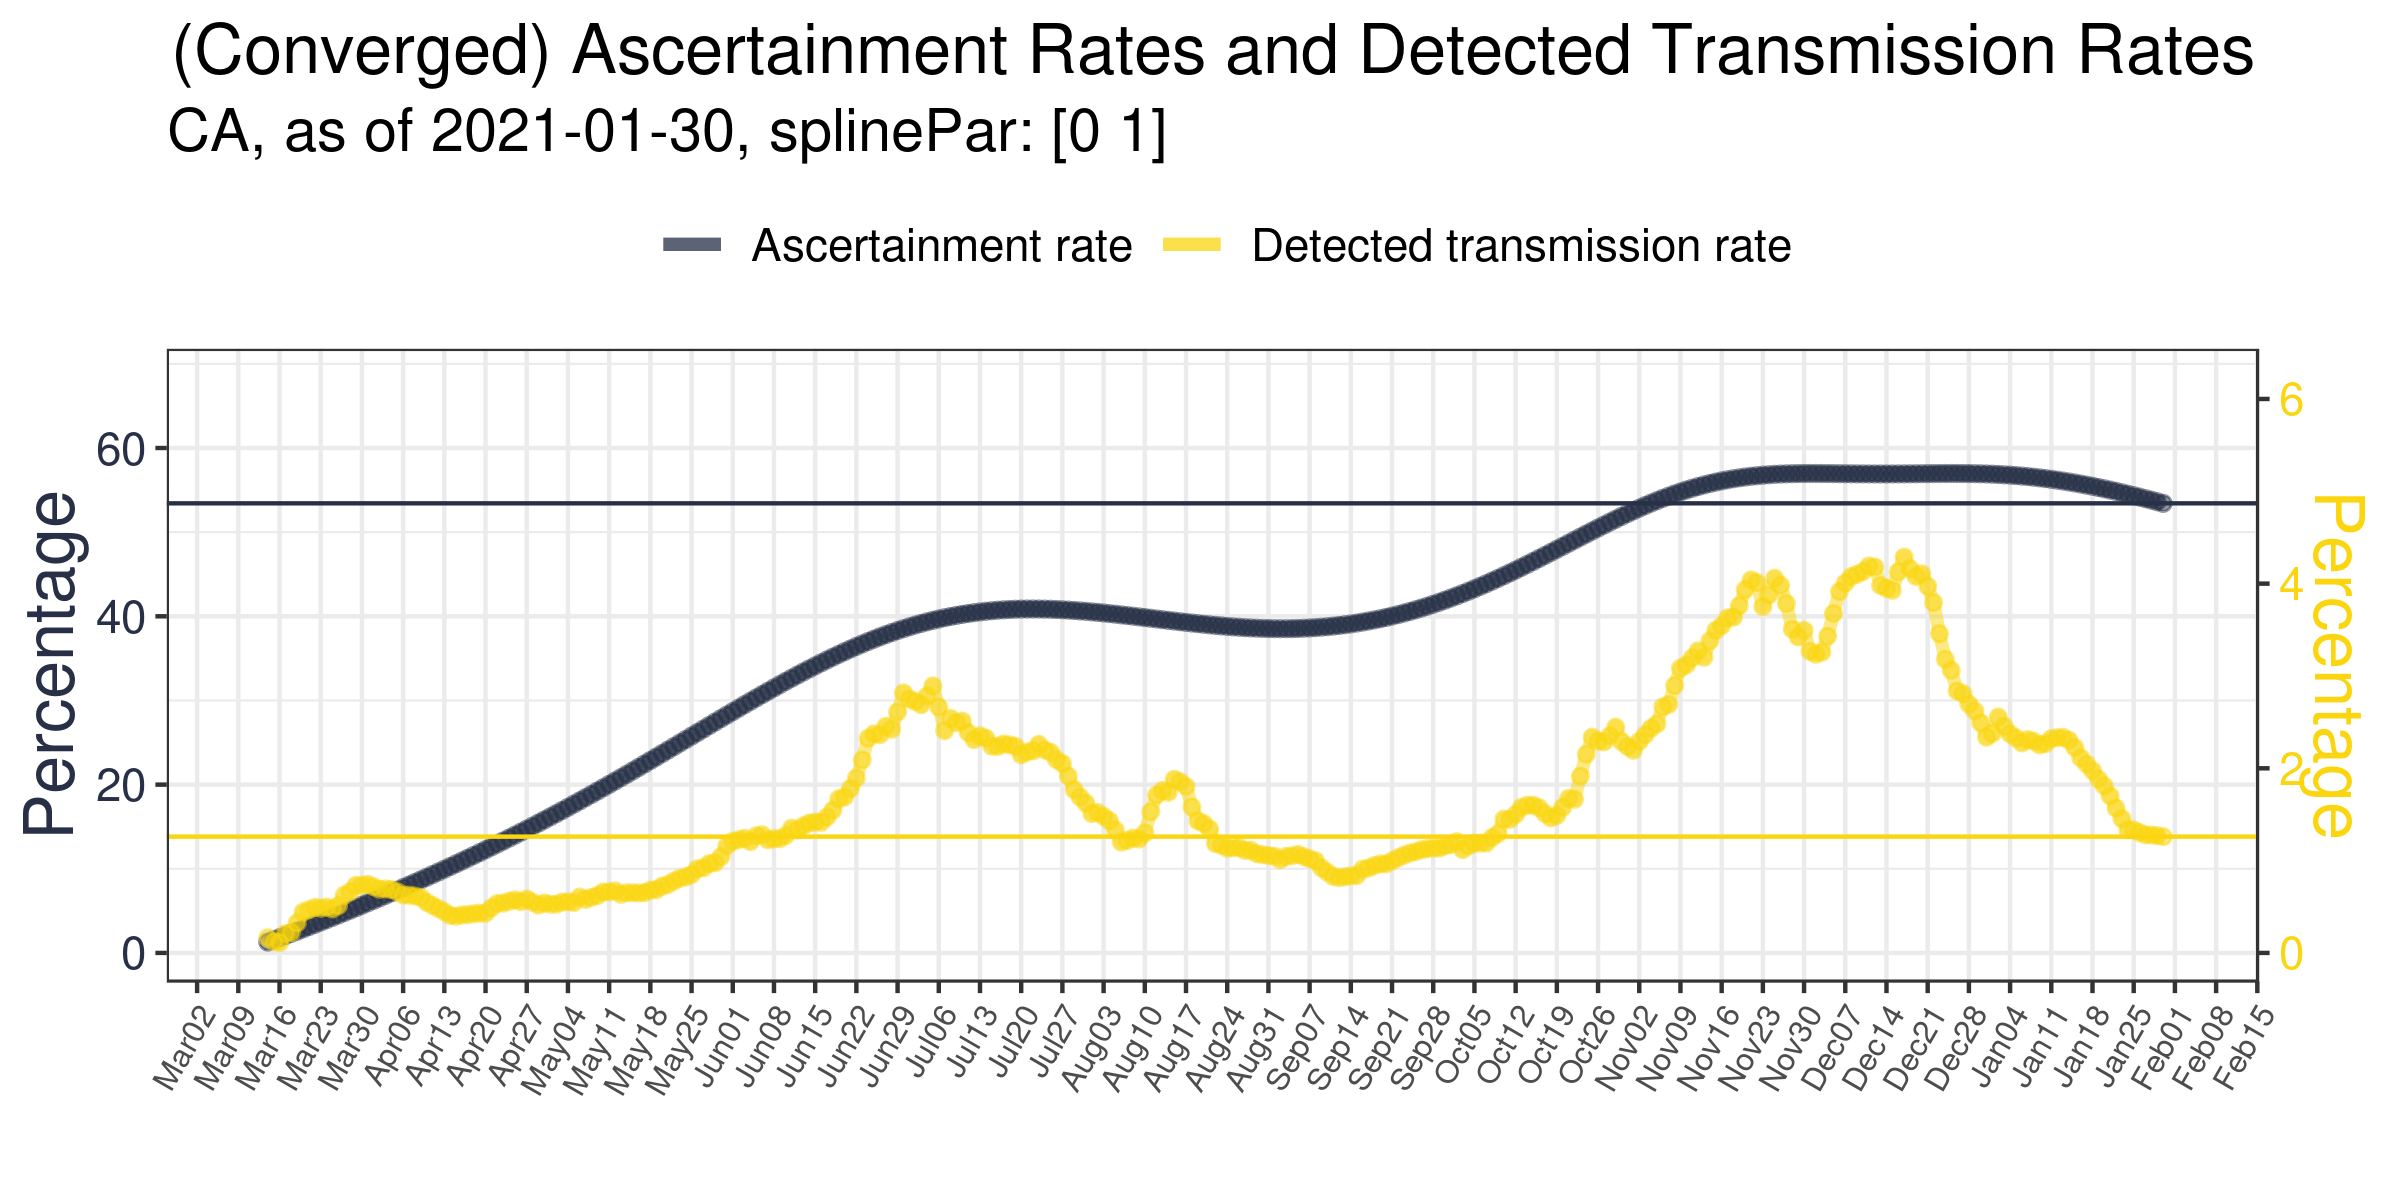 (Converged) Ascertainment Rates and Detected Transmission Rates
CA, as of 2021-01-30, splinePar: [0 1]
Ascertainment rate Detected transmission rate
Percentage
60
40
20
0
6
4
2
0
Percentage
Mar02 Mar09 Mar16 Mar23 Mar30 Apr06 Apr13 Apr20 Apr27 May04 May11 May18 May25 Jun01 Jun08 Jun15 Jun22 Jun29 Jul06 Jul13 Jul20 Jul27 Aug03 Aug10 Aug17 Aug24 Aug31 Sep07 Sep14 Sep21 Sep28 Oct05 Oct12 Oct19 Oct26 Nov02 Nov09 Nov16 Nov23 Nov30 Dec07 Dec14 Dec21 Dec28 Jan04 Jan11 Jan18 Jan25 Feb01 Feb08 Feb15